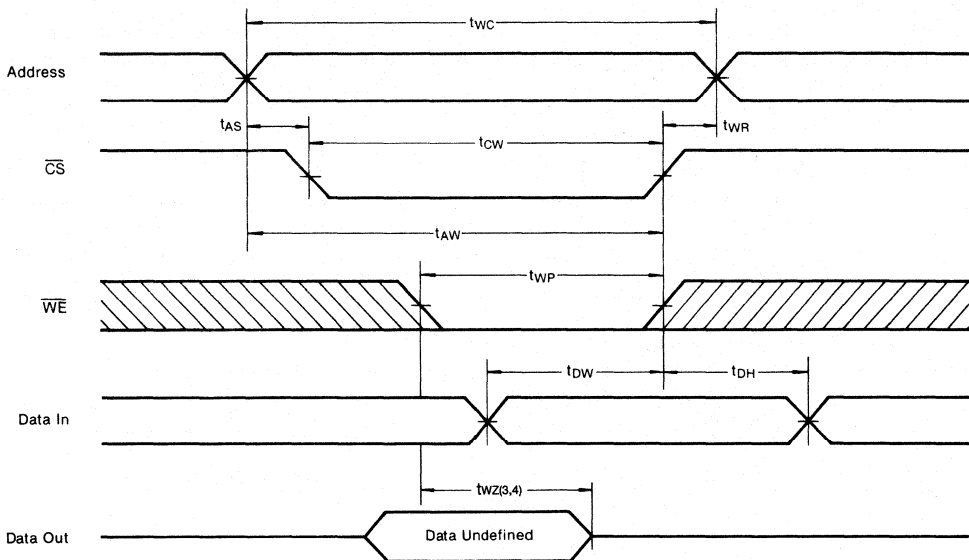 tWC
Address
tAS
tCW
tWR
CS
tAW
tWP
WE
tDW
tDH
Data In
tWZ(3,4)
Data Out
Data Undefined